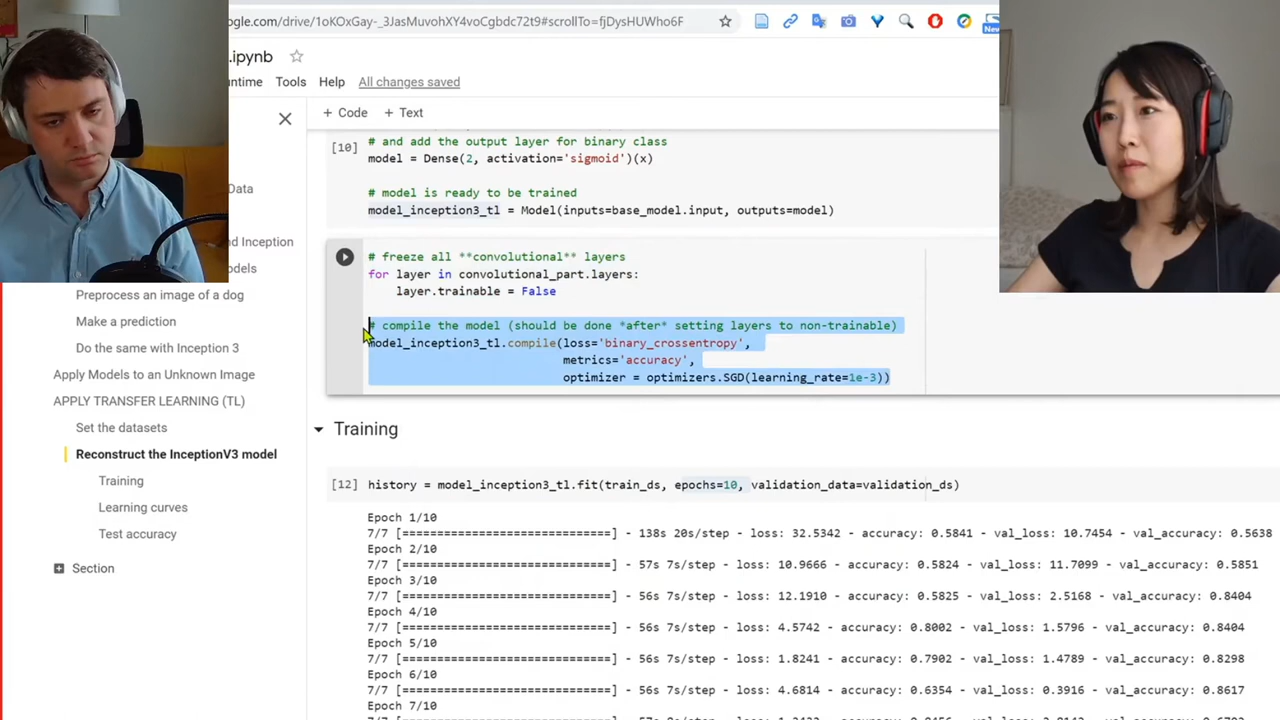 oogle.com/drive/1oKOxGay-_3JasMuvohXY4voCgbdc72t9#scrollTo=fjDysHUWho6F
New
.ipynb
untime Tools Help All changes saved
+ Code + Text
Data
nd Inception
odels
Preprocess an image of a dog
Make a prediction
Do the same with Inception 3
Apply Models to an Unknown Image
APPLY TRANSFER LEARNING (TL)
Set the datasets
Reconstruct the InceptionV3 model
Training
Learning curves
Test accuracy
Section
[10]
# and add the output layer for binary class
model = Dense(2, activation='sigmoid')(x)
# model is ready to be trained
model_inception3_tl = Model(inputs=base_model.input, outputs=model)
# freeze all **convolutional** layers
for layer in convolutional_part.layers:
layer.trainable = False
# compile the model (should be done *after* setting layers to non-trainable)
model_inception3_tl.compile(loss='binary_crossentropy',
metrics='accuracy',
optimizer = optimizers.SGD(learning_rate=1e-3))
Training
[12] history = model_inception3_tl.fit(train_ds, epochs=10, validation_data=validation_ds)
Epoch 1/10
7/7 [==============================] - 138s 20s/step - loss: 32.5342 - accuracy: 0.5841 - val_loss: 10.7454 - val_accuracy: 0.5638
Epoch 2/10
7/7 [==============================] - 57s 7s/step - loss: 10.9666 - accuracy: 0.5824 - val_loss: 11.7099 - val_accuracy: 0.5851
Epoch 3/10
7/7 [==============================] - 56s 7s/step - loss: 12.1910 - accuracy: 0.5825 - val_loss: 2.5168 - val_accuracy: 0.8404
Epoch 4/10
7/7 [==============================] - 56s 7s/step - loss: 4.5742 - accuracy: 0.8002 - val_loss: 1.5796 - val_accuracy: 0.8404
Epoch 5/10
7/7 [==============================] - 56s 7s/step - loss: 1.8241 - accuracy: 0.7902 - val_loss: 1.4789 - val_accuracy: 0.8298
Epoch 6/10
7/7 [==============================] - 56s 7s/step - loss: 4.6814 - accuracy: 0.6354 - val_loss: 0.3916 - val_accuracy: 0.8617
Epoch 7/10